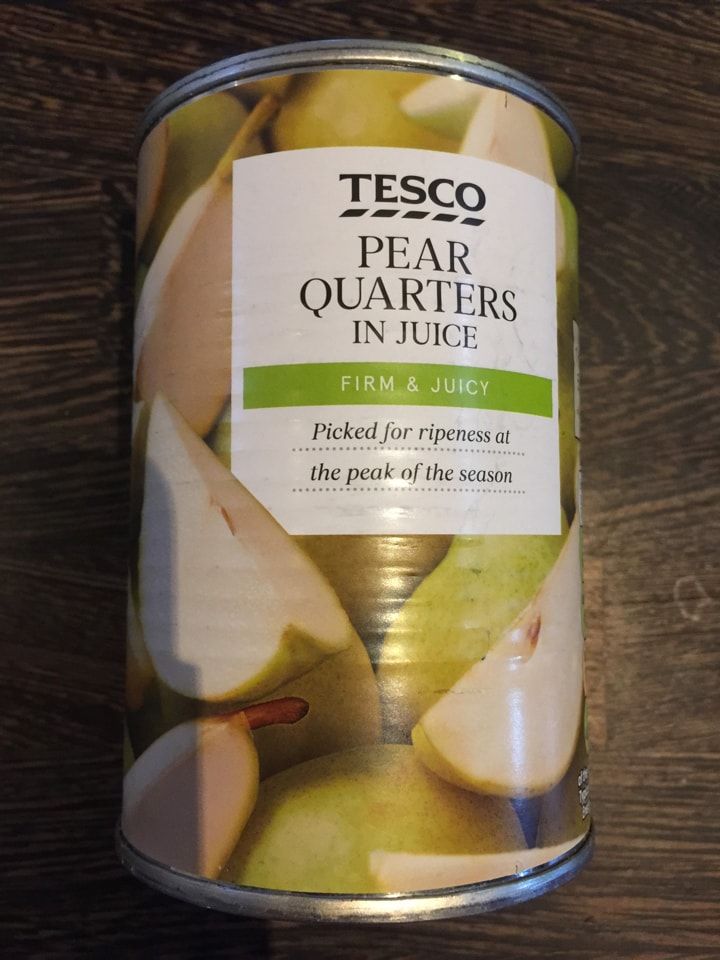 TESCO
PEAR
QUARTERS
IN JUICE
FIRM & JUICY
Picked for ripeness at
the peak of the season